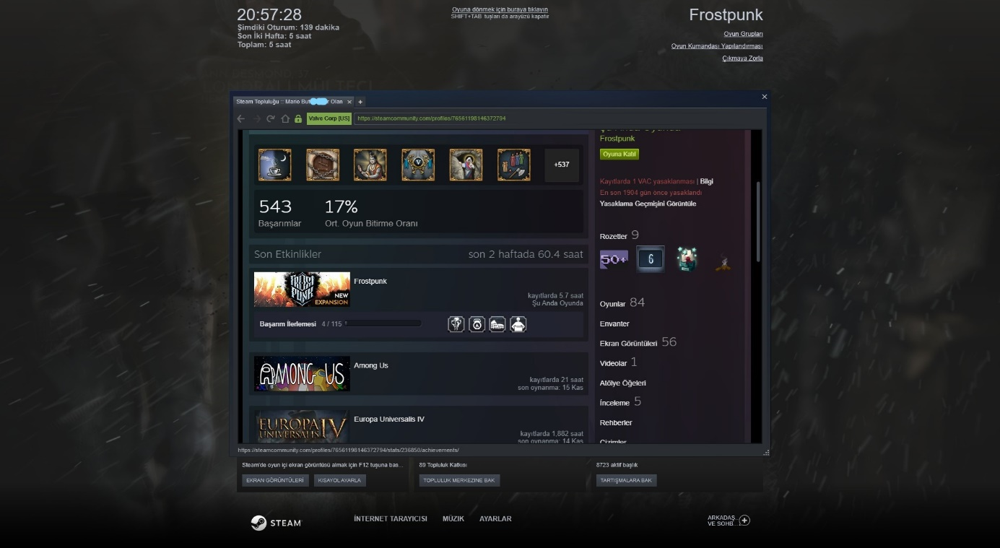 20:57:28
Şimdiki Oturum: 139 dakika
Son İki Hafta: 5 saat
Toplam: 5 saat
Oyuna dönmek için buraya tıklayın
SHIFT+TAB tuşları da arayüzü kapatır
Frostpunk
Oyun Grupları
Oyun Kumandası Yapılandırması
Çıkmaya Zorla
Steam Topluluğu :: Mario But Olan
Valve Corp [US]
https://steamcommunity.com/profiles/76561198146372794
+537
543
Başarımlar
17%
Ort. Oyun Bitirme Oranı
Son Etkinlikler
son 2 haftada 60.4 saat
FROST PUNK
NEW
EXPANSION
Frostpunk
kayıtlarda 5.7 saat
Şu Anda Oyunda
Başarım İlerlemesi 4 / 115
AMONG US
Among Us
kayıtlarda 21 saat
son oynanma: 15 Kas
EUROPA
UNIVERSALIS IV
Europa Universalis IV
kayıtlarda 1,882 saat
son oynanma: 14 Kas
Şu Anda Oyunda
Frostpunk
Oyuna Katıl
Kayıtlarda 1 VAC yasaklanması | Bilgi
En son 1904 gün önce yasaklandı
Yasaklama Geçmişini Görüntüle
Rozetler 9
50+
6
Oyunlar 84
Envanter
Ekran Görüntüleri 56
Videolar 1
Atölye Öğeleri
İnceleme 5
Rehberler
Çizimler
https://steamcommunity.com/profiles/76561198146372794/stats/236850/achievements/
Steam'de oyun içi ekran görüntüsü almak için F12 tuşuna bas...
EKRAN GÖRÜNTÜLERİ
KISAYOL AYARLA
89 Topluluk Katkısı
TOPLULUK MERKEZINE BAK
8723 aktif başlık
TARTIŞMALARA BAK
STEAM
İNTERNET TARAYICISI
MÜZIK
AYARLAR
ARKADAŞ...
VE SOHB...